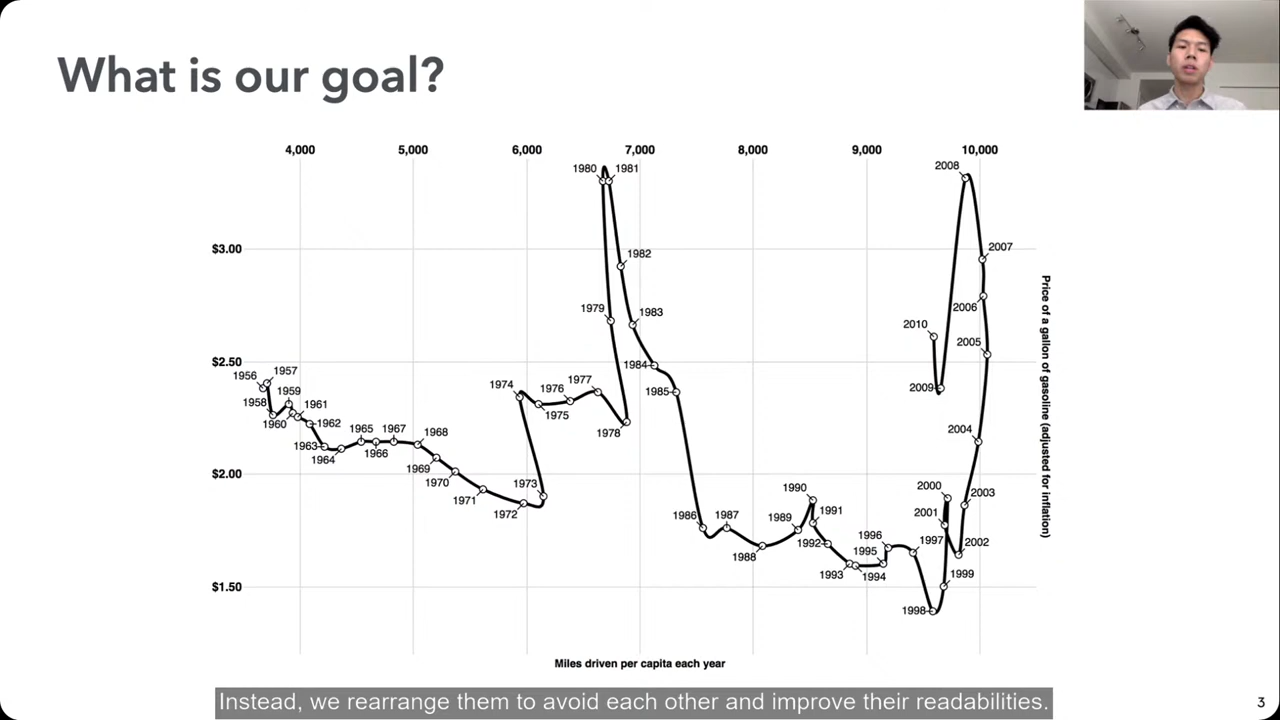 What is our goal?
4,000 5,000 6,000 7,000 8,000 9,000 10,000
1980 1981 2008
$3.00 2007
1982
1979 1983 2006
2010
$2.50 1984 2005
1956 1957 1974 1976 1977 1985 2009
1958 1959 1975
1960 1961 1962 1965 1967 1968 1978 2004
1963 1964 1966
$2.00 1969
1970 1973 1990 2000 2003
1971 1972 1986 1987 1989 1991 2001
1988 1992 1996 1997 2002
1995
1993 1994 1999
$1.50
1998
Price of a gallon of gasoline (adjusted for inflation)
Miles driven per capita each year
Instead, we rearrange them to avoid each other and improve their readabilities.
3